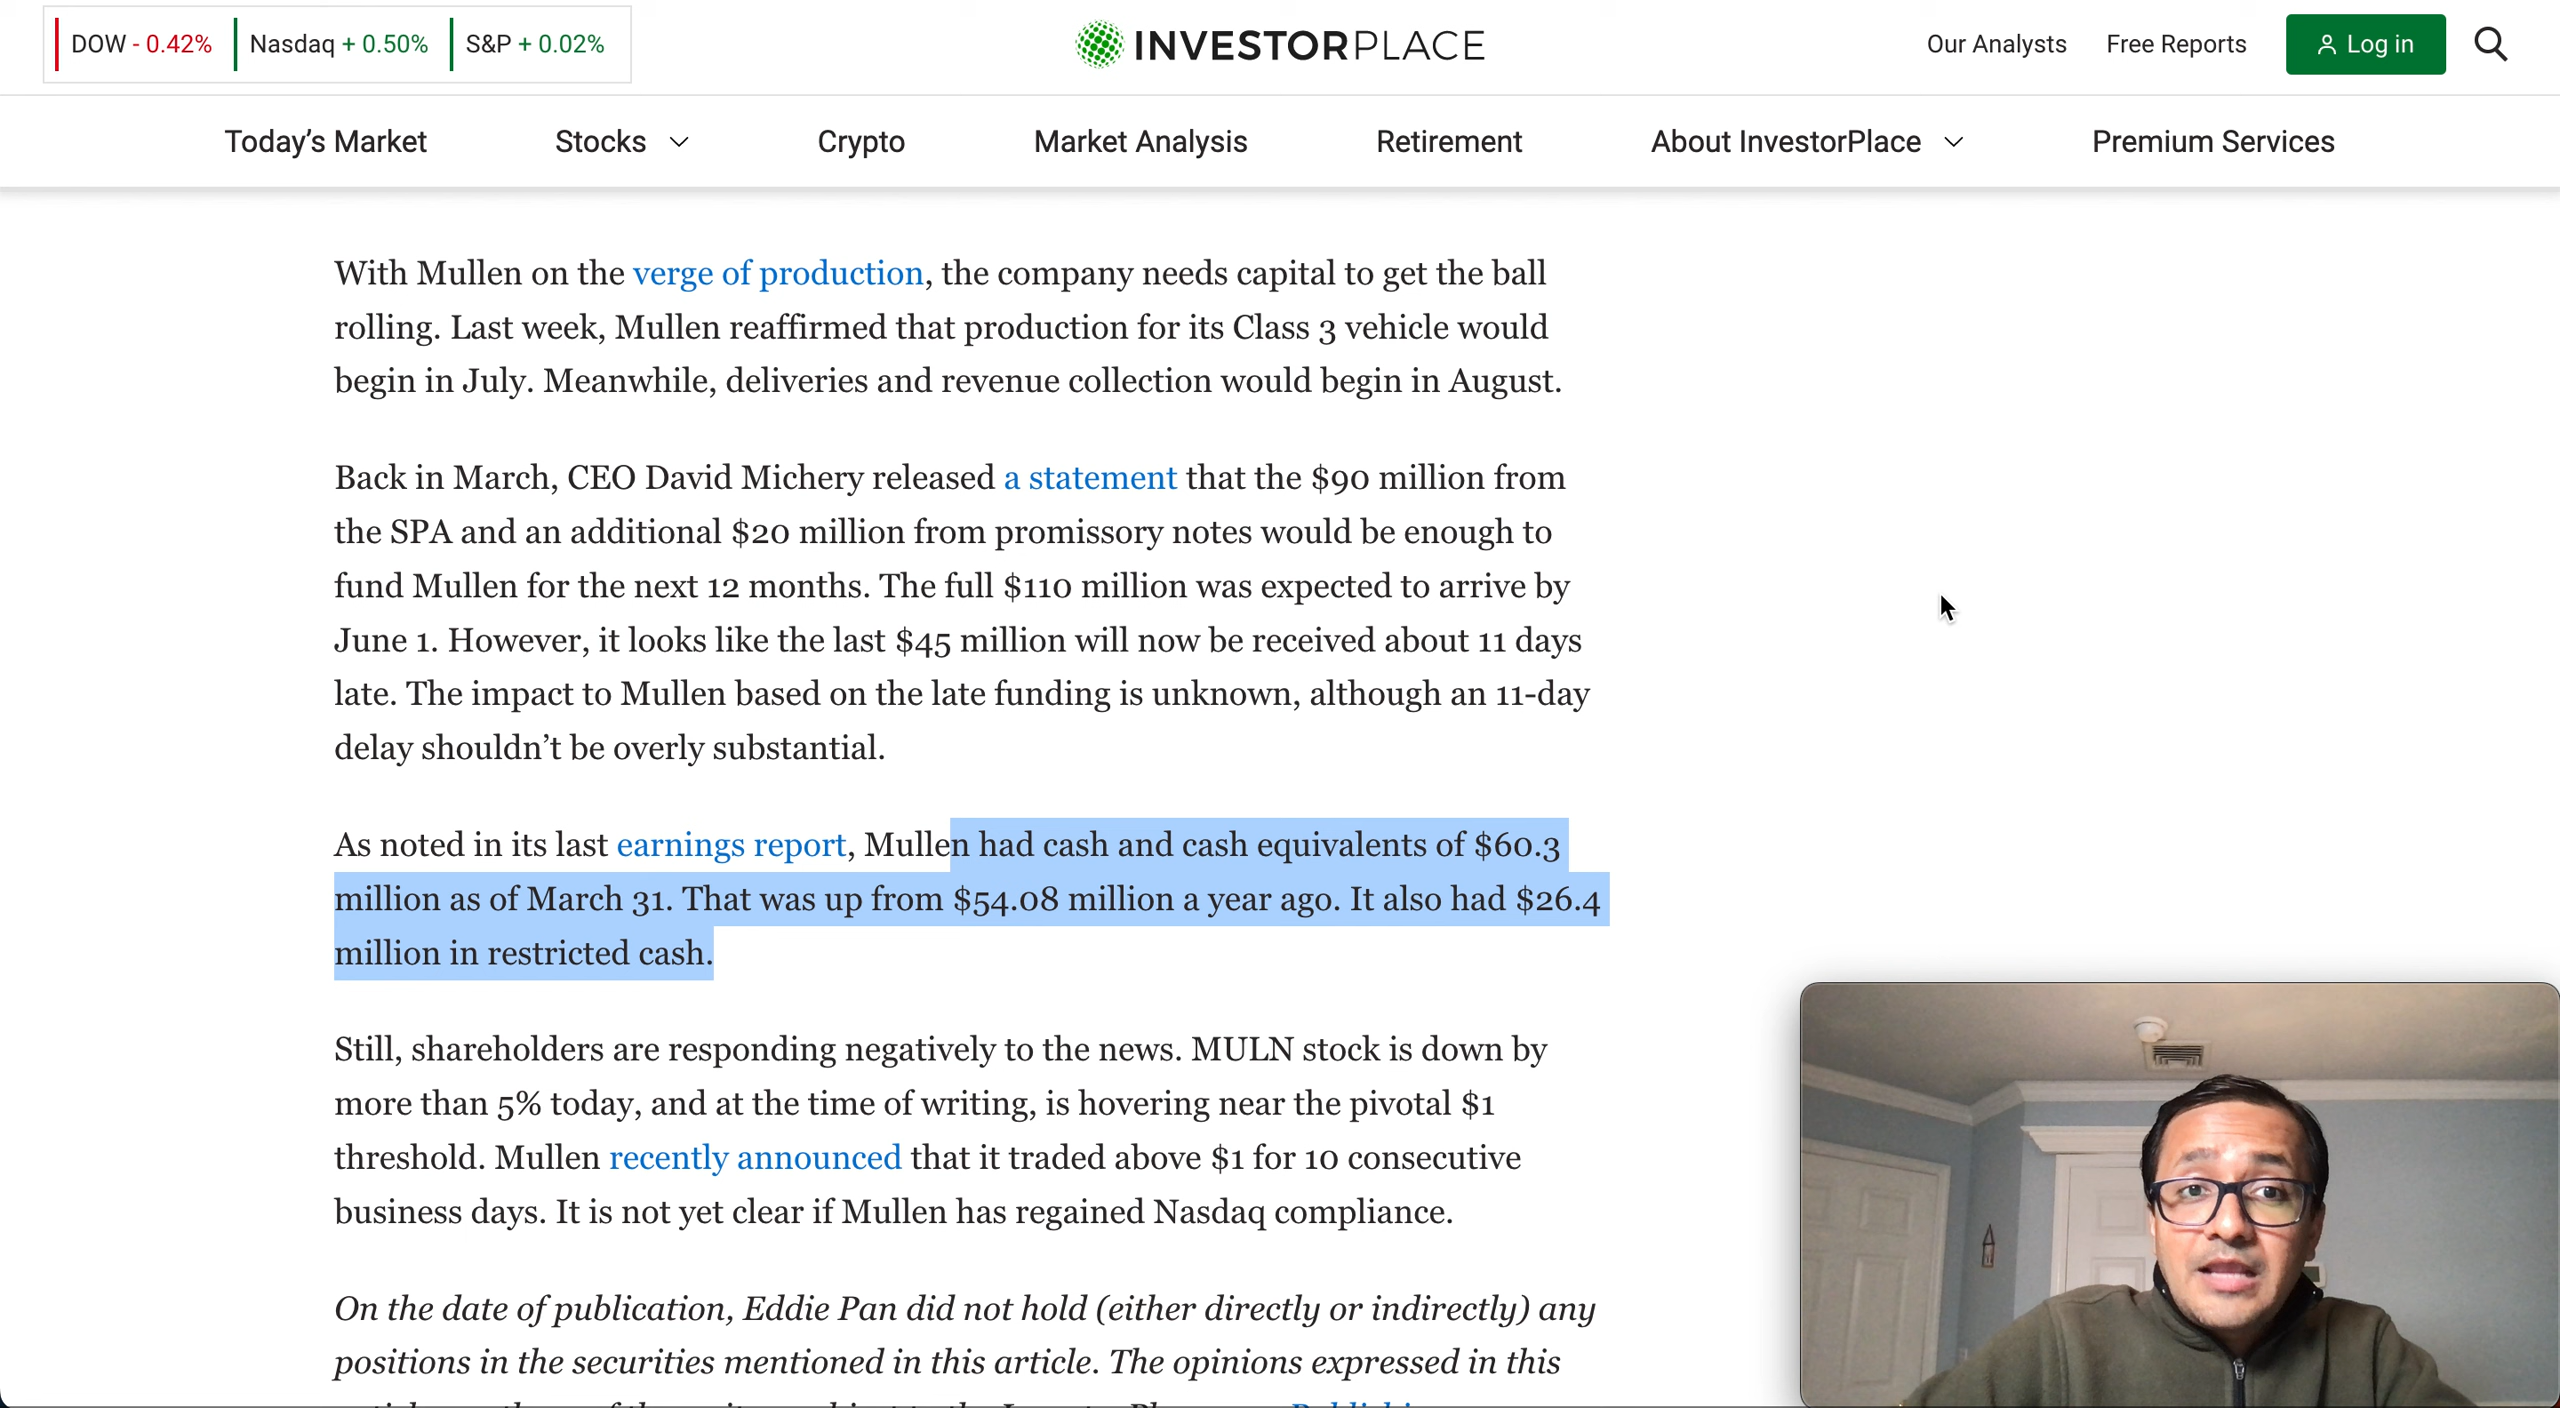 DOW - 0.42% Nasdaq + 0.50% S&P + 0.02%
INVESTORPLACE
Our Analysts Free Reports Log in
Today’s Market Stocks Crypto Market Analysis Retirement About InvestorPlace Premium Services
With Mullen on the verge of production, the company needs capital to get the ball
rolling. Last week, Mullen reaffirmed that production for its Class 3 vehicle would
begin in July. Meanwhile, deliveries and revenue collection would begin in August.
Back in March, CEO David Michery released a statement that the $90 million from
the SPA and an additional $20 million from promissory notes would be enough to
fund Mullen for the next 12 months. The full $110 million was expected to arrive by
June 1. However, it looks like the last $45 million will now be received about 11 days
late. The impact to Mullen based on the late funding is unknown, although an 11-day
delay shouldn’t be overly substantial.
As noted in its last earnings report, Mullen had cash and cash equivalents of $60.3
million as of March 31. That was up from $54.08 million a year ago. It also had $26.4
million in restricted cash.
Still, shareholders are responding negatively to the news. MULN stock is down by
more than 5% today, and at the time of writing, is hovering near the pivotal $1
threshold. Mullen recently announced that it traded above $1 for 10 consecutive
business days. It is not yet clear if Mullen has regained Nasdaq compliance.
On the date of publication, Eddie Pan did not hold (either directly or indirectly) any
positions in the securities mentioned in this article. The opinions expressed in this